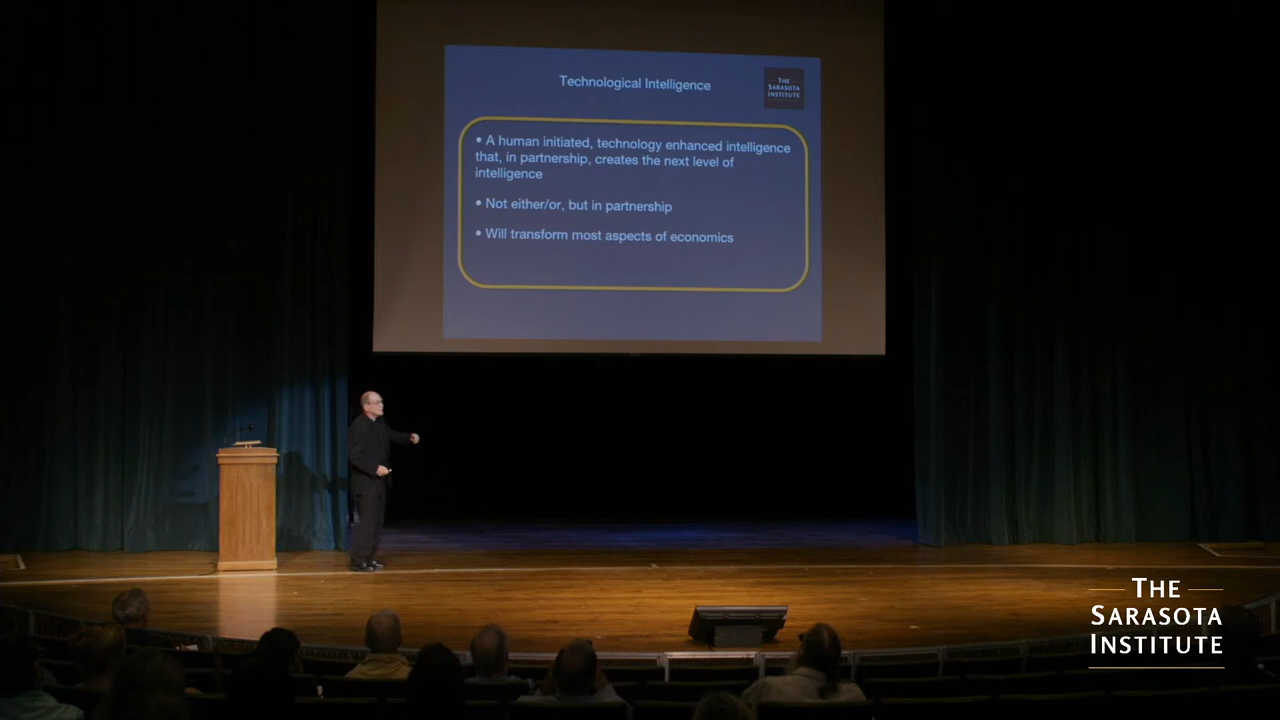 Technological Intelligence
THE
SARASOTA
INSTITUTE
• A human initiated, technology enhanced intelligence
that, in partnership, creates the next level of
intelligence
• Not either/or, but in partnership
• Will transform most aspects of economics
THE
SARASOTA
INSTITUTE